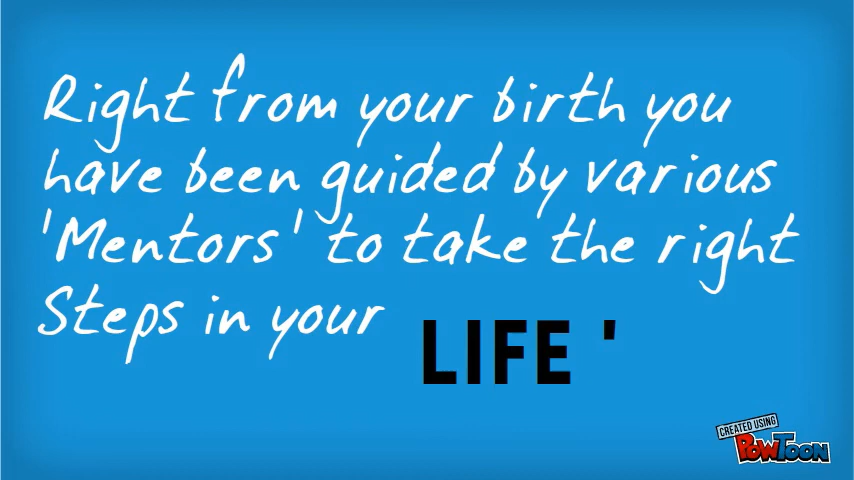 Right from your birth you
have been guided by various
'Mentors' to take the right
Steps in your
LIFE '
CREATED USING
POWTOON